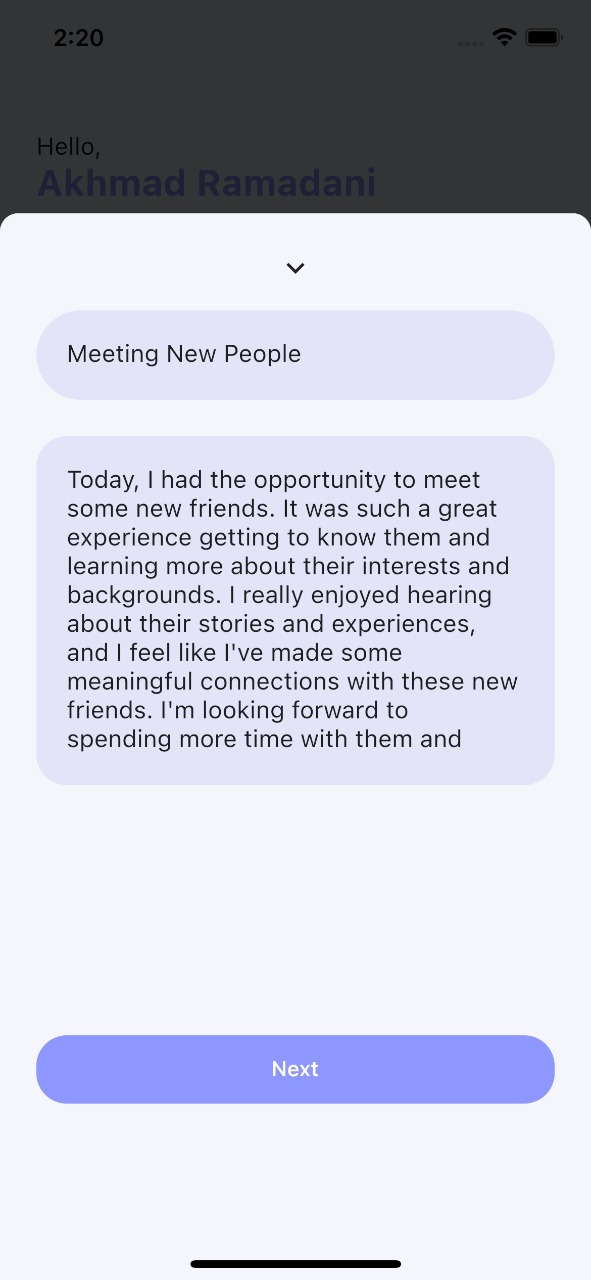 2:20
Hello,
Akhmad Ramadani
Meeting New People
Today, I had the opportunity to meet
some new friends. It was such a great
experience getting to know them and
learning more about their interests and
backgrounds. I really enjoyed hearing
about their stories and experiences,
and I feel like I've made some
meaningful connections with these new
friends. I'm looking forward to
spending more time with them and
Next